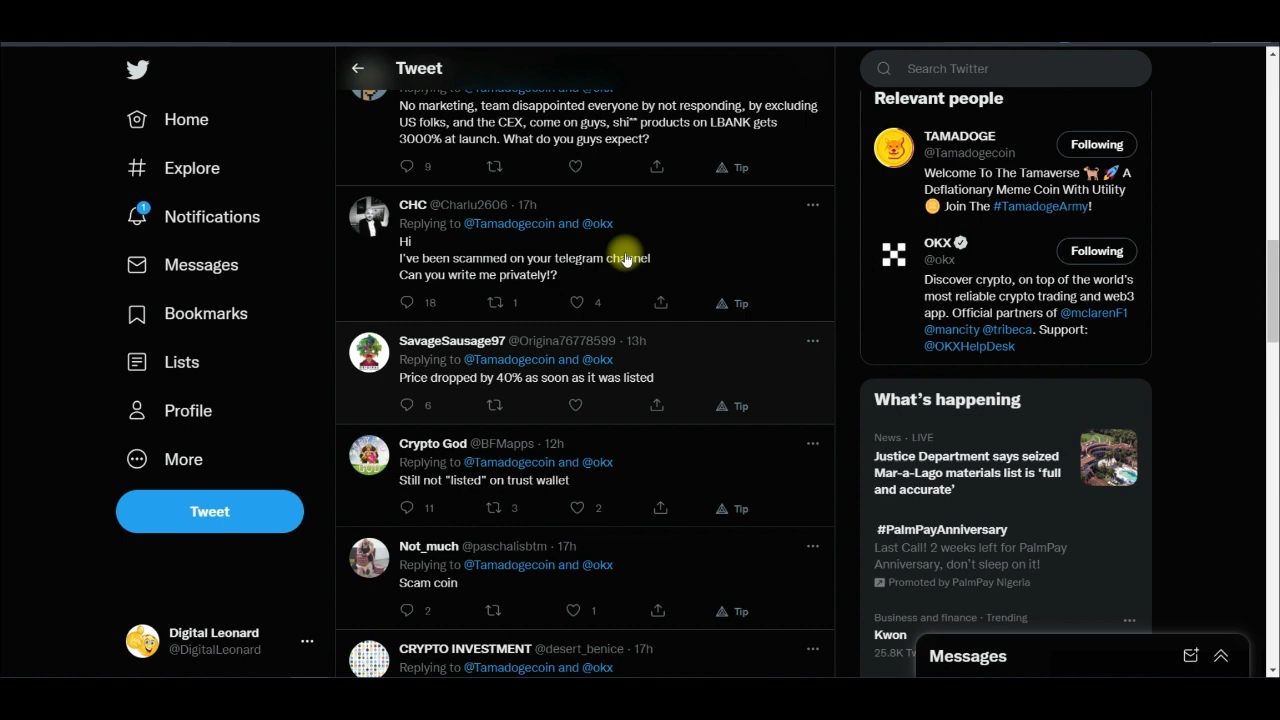 Home
Explore
1
Notifications
Messages
Bookmarks
Lists
Profile
More
Tweet
Digital Leonard
@DigitalLeonard
Tweet
Replying to @Tamadogecoin and @okx
No marketing, team disappointed everyone by not responding, by excluding
US folks, and the CEX, come on guys, shi** products on LBANK gets
3000% at launch. What do you guys expect?
9 Tip
CHC @Charlu2606 · 17h
Replying to @Tamadogecoin and @okx
Hi
I've been scammed on your telegram channel
Can you write me privately!?
18 1 4 Tip
SavageSausage97 @Origina76778599 · 13h
Replying to @Tamadogecoin and @okx
Price dropped by 40% as soon as it was listed
6 Tip
Crypto God @BFMapps · 12h
Replying to @Tamadogecoin and @okx
Still not "listed" on trust wallet
11 3 2 Tip
Not_much @paschalisbtm · 17h
Replying to @Tamadogecoin and @okx
Scam coin
2 1 Tip
CRYPTO INVESTMENT @desert_benice · 17h
Replying to @Tamadogecoin and @okx
Search Twitter
Relevant people
TAMADOGE
@Tamadogecoin
Following
Welcome To The Tamaverse A
Deflationary Meme Coin With Utility
Join The #TamadogeArmy!
OKX
@okx
Following
Discover crypto, on top of the world's
most reliable crypto trading and web3
app. Official partners of @mclarenF1
@mancity @tribeca. Support:
@OKXHelpDesk
What's happening
News · LIVE
Justice Department says seized
Mar-a-Lago materials list is 'full
and accurate'
#PalmPayAnniversary
Last Call! 2 weeks left for PalmPay
Anniversary, don't sleep on it!
Promoted by PalmPay Nigeria
Business and finance · Trending
Kwon
25.8K
Messages